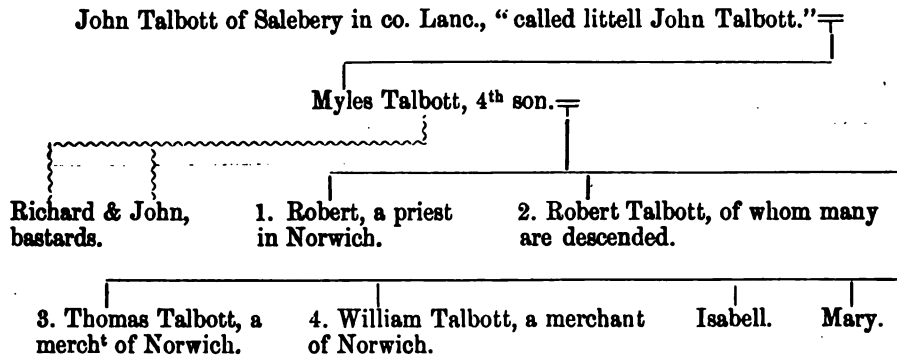 John Talbott of Salebery in co. Lanc., “called littell John Talbott.”
Myles Talbott, 4th son.
Richard & John,
bastards.
1. Robert, a priest
in Norwich.
2. Robert Talbott, of whom many
are descended.
3. Thomas Talbott, a
mercht of Norwich.
4. William Talbott, a merchant
of Norwich.
Isabell.
Mary.